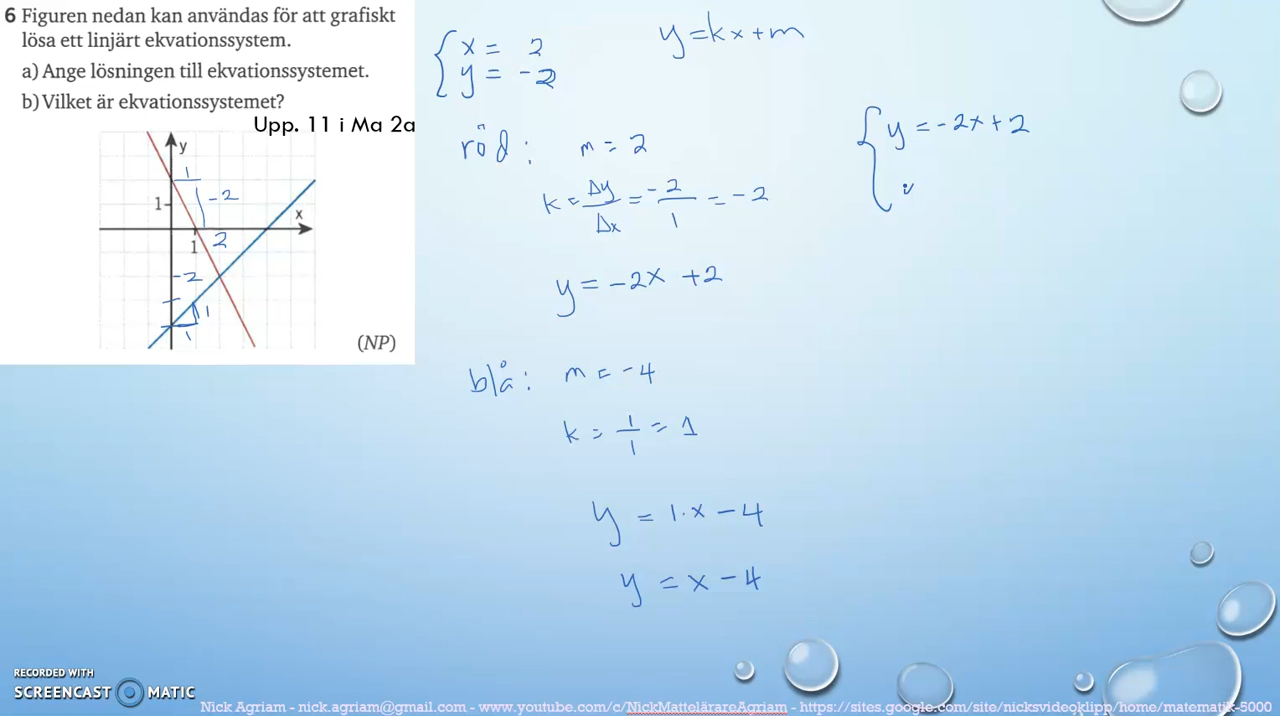 6 Figuren nedan kan användas för att grafiskt
lösa ett linjärt ekvationssystem.
a) Ange lösningen till ekvationssystemet.
b) Vilket är ekvationssystemet?
Upp. 11 i Ma 2a
y
1
1
-2
x
1
2
-2
1
1
(NP)
x = 2
y = -2
y = kx + m
röd: m = 2
k = Δy/Δx = -2/1 = -2
y = -2x + 2
blå: m = -4
k = 1/1 = 1
y = 1·x - 4
y = x - 4
y = -2x + 2
RECORDED WITH
SCREENCAST MATIC
Nick Agriam - nick.agriam@gmail.com - www.youtube.com/c/NickMattelärareAgriam - https://sites.google.com/site/nicksvideoklipp/home/matematik-5000